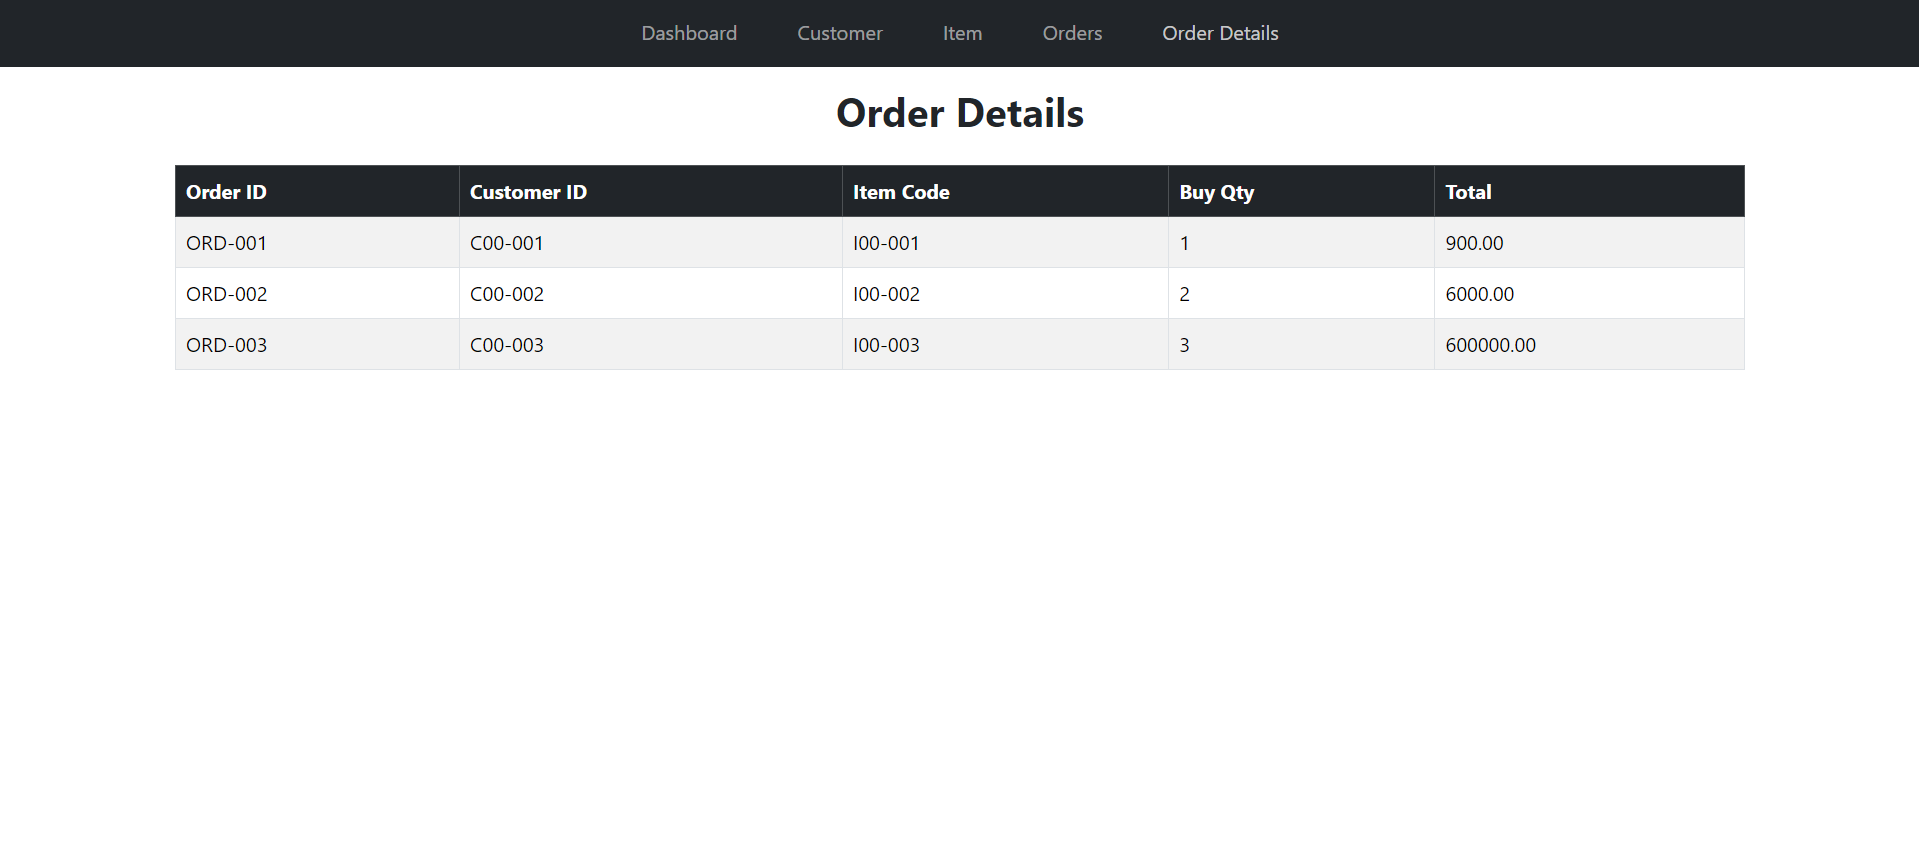 Dashboard Customer Item Orders Order Details
Order Details
Order ID Customer ID Item Code Buy Qty Total
ORD-001 C00-001 I00-001 1 900.00
ORD-002 C00-002 I00-002 2 6000.00
ORD-003 C00-003 I00-003 3 600000.00